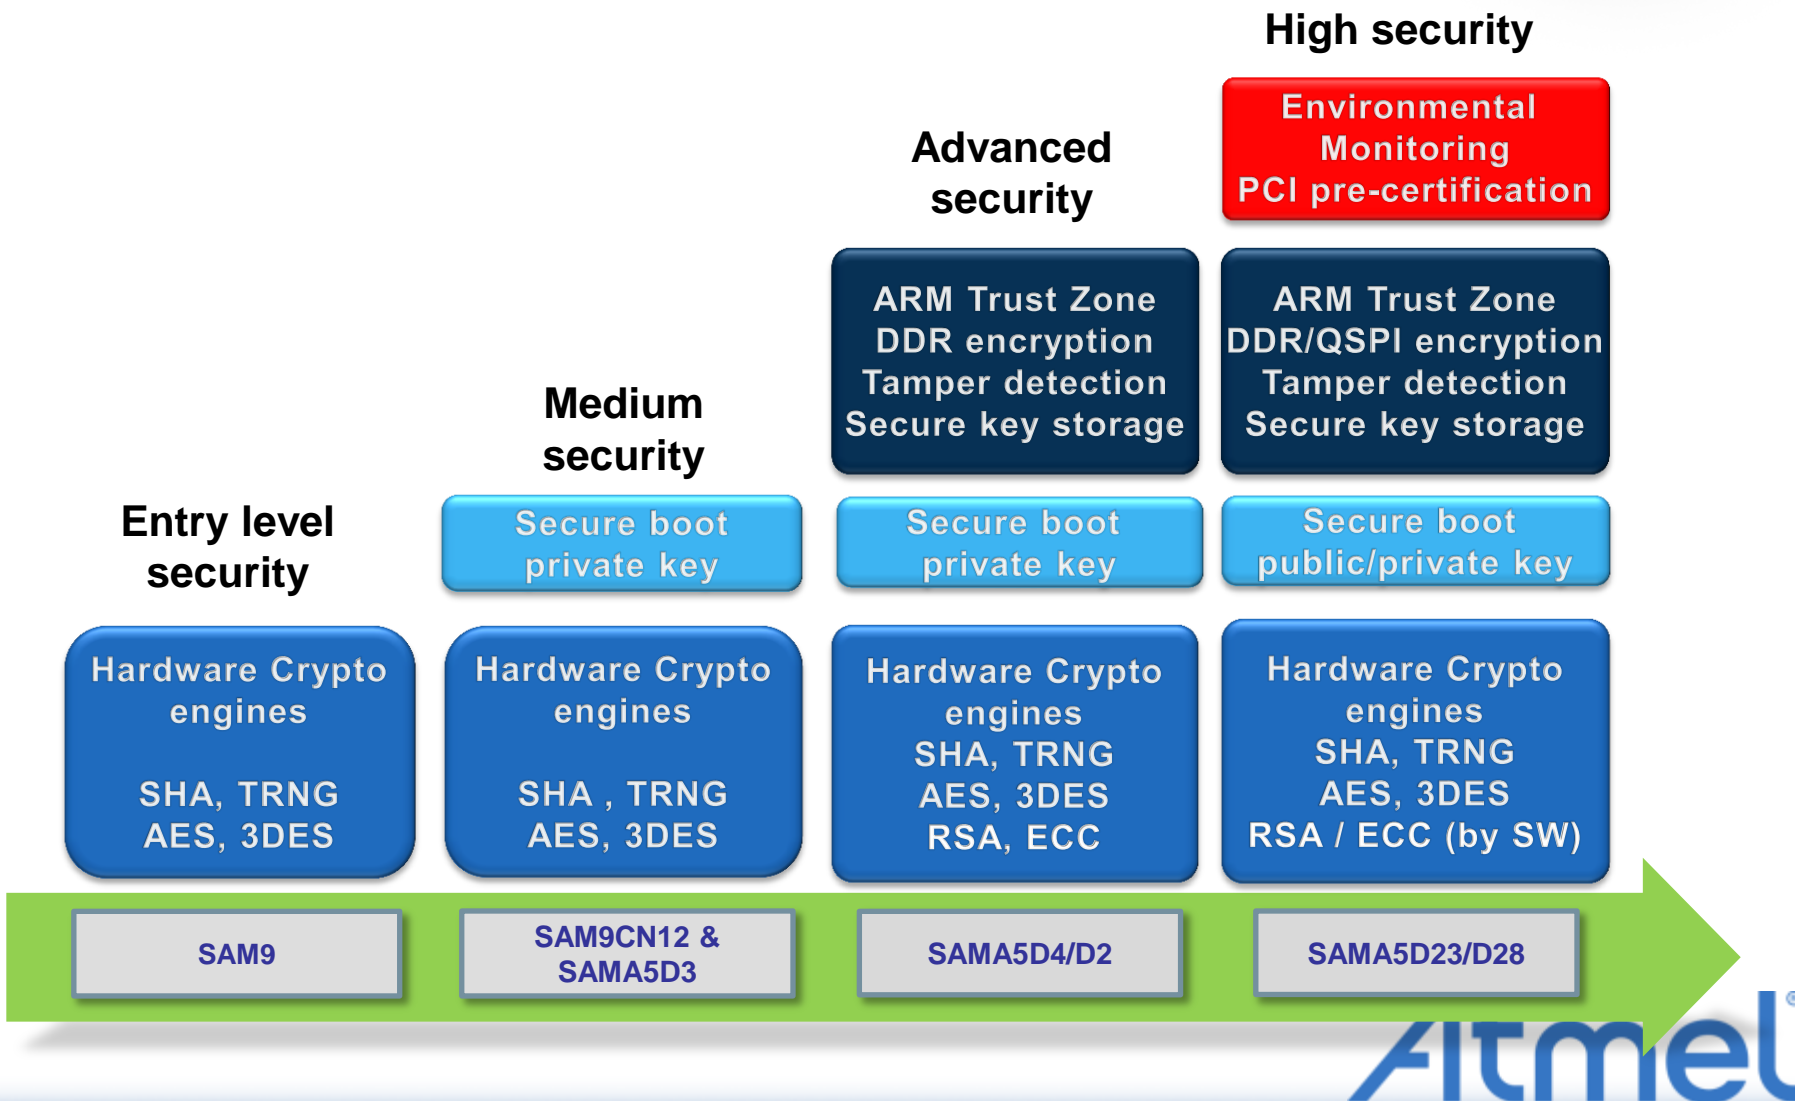 High security
Environmental
Monitoring
PCI pre-certification
Advanced
security
ARM Trust Zone
DDR encryption
Tamper detection
Secure key storage
ARM Trust Zone
DDR/QSPI encryption
Tamper detection
Secure key storage
Medium
security
Entry level
security
Secure boot
private key
Secure boot
private key
Secure boot
public/private key
Hardware Crypto
engines
SHA, TRNG
AES, 3DES
Hardware Crypto
engines
SHA , TRNG
AES, 3DES
Hardware Crypto
engines
SHA, TRNG
AES, 3DES
RSA, ECC
Hardware Crypto
engines
SHA, TRNG
AES, 3DES
RSA / ECC (by SW)
SAM9
SAM9CN12 &
SAMA5D3
SAMA5D4/D2
SAMA5D23/D28
Atmel